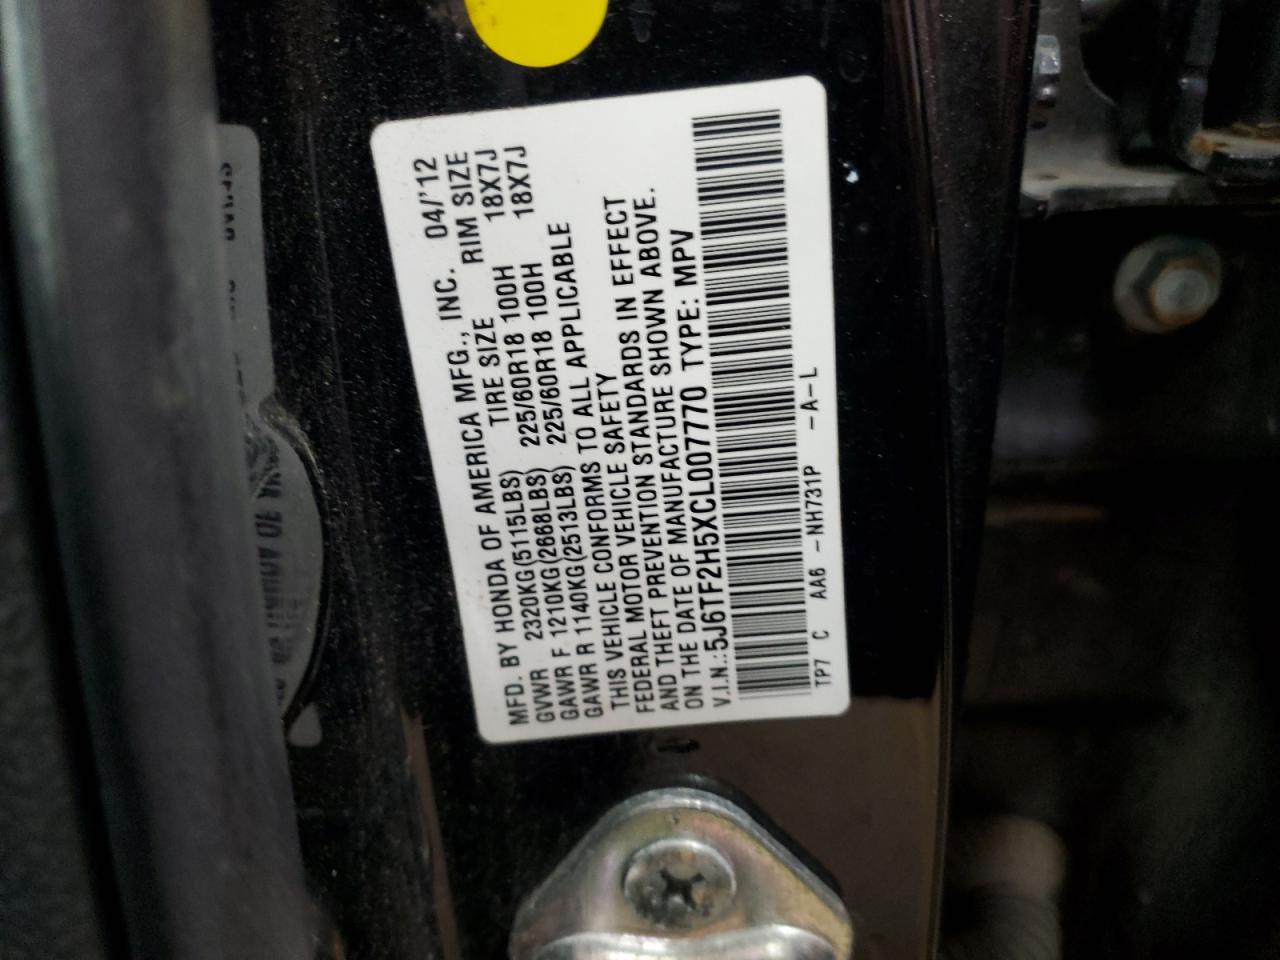 MFD. BY HONDA OF AMERICA MFG., INC. 04/'12
GVWR 2320KG(5115LBS) TIRE SIZE RIM SIZE
GAWR F 1210KG(2668LBS) 225/60R18 100H 18X7J
GAWR R 1140KG(2513LBS) 225/60R18 100H 18X7J
THIS VEHICLE CONFORMS TO ALL APPLICABLE
FEDERAL MOTOR VEHICLE SAFETY
AND THEFT PREVENTION STANDARDS IN EFFECT
ON THE DATE OF MANUFACTURE SHOWN ABOVE.
V.I.N.:5J6TF2H5XCL007770 TYPE: MPV
TP7 C AA6 -NH731P -A-L